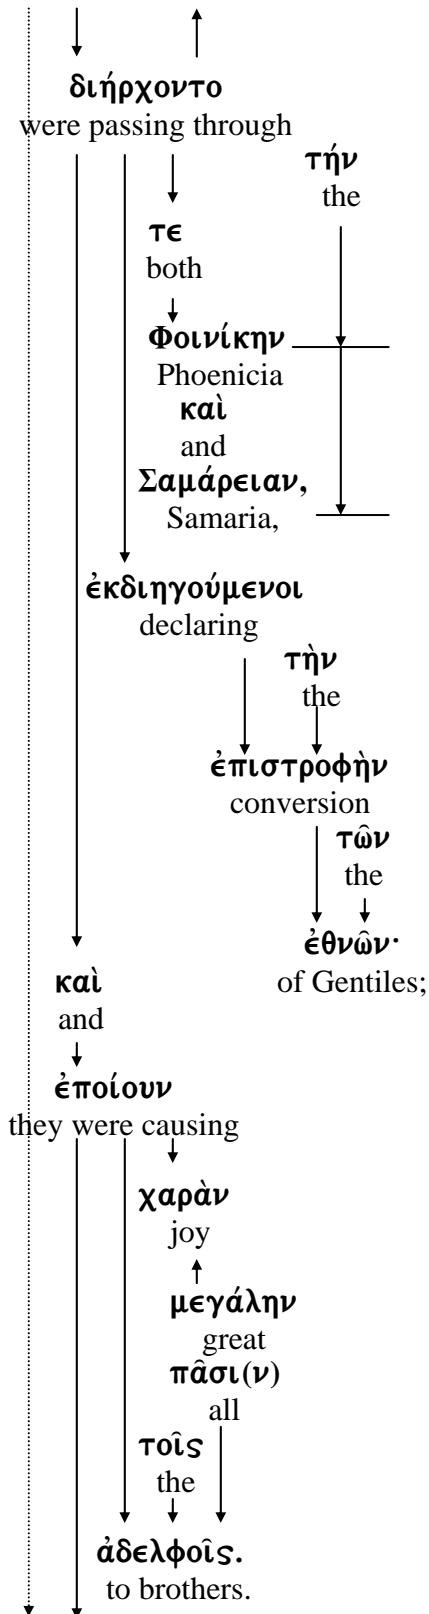 διήρχοντο
were passing through
τήν
the
τε
both
Φοινίκην
Phoenicia
καὶ
and
Σαμάρειαν,
Samaria,
ἐκδιηγούμενοι
declaring
τὴν
the
ἐπιστροφὴν
conversion
τῶν
the
ἐθνῶν·
of Gentiles;
καὶ
and
ἐποίουν
they were causing
χαρὰν
joy
μεγάλην
great
πᾶσι(ν)
all
τοῖς
the
ἀδελφοῖς.
to brothers.